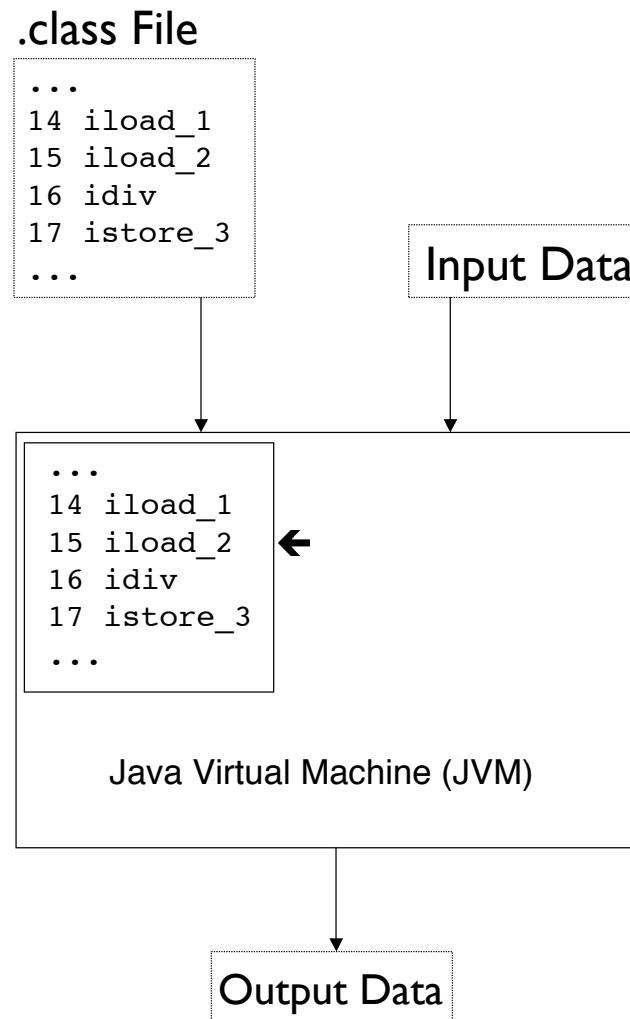 .class File
...
14 iload_1
15 iload_2
16 idiv
17 istore_3
...
Input Data
...
14 iload_1
15 iload_2
16 idiv
17 istore_3
...
Java Virtual Machine (JVM)
Output Data